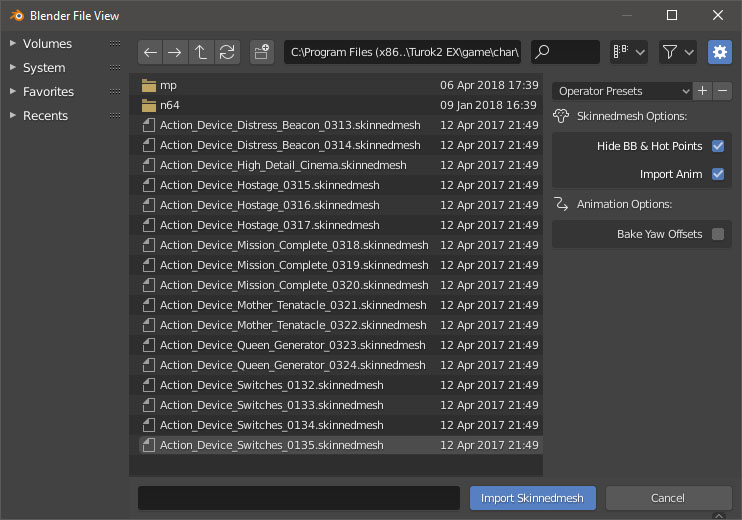 Blender File View
Volumes
System
Favorites
Recents
C:\Program Files (x86..\Turok2 EX\game\char\
mp 06 Apr 2018 17:39
n64 09 Jan 2018 16:39
Action_Device_Distress_Beacon_0313.skinnedmesh 12 Apr 2017 21:49
Action_Device_Distress_Beacon_0314.skinnedmesh 12 Apr 2017 21:49
Action_Device_High_Detail_Cinema.skinnedmesh 12 Apr 2017 21:49
Action_Device_Hostage_0315.skinnedmesh 12 Apr 2017 21:49
Action_Device_Hostage_0316.skinnedmesh 12 Apr 2017 21:49
Action_Device_Hostage_0317.skinnedmesh 12 Apr 2017 21:49
Action_Device_Mission_Complete_0318.skinnedmesh 12 Apr 2017 21:49
Action_Device_Mission_Complete_0319.skinnedmesh 12 Apr 2017 21:49
Action_Device_Mission_Complete_0320.skinnedmesh 12 Apr 2017 21:49
Action_Device_Mother_Tenatacle_0321.skinnedmesh 12 Apr 2017 21:49
Action_Device_Mother_Tenatacle_0322.skinnedmesh 12 Apr 2017 21:49
Action_Device_Queen_Generator_0323.skinnedmesh 12 Apr 2017 21:49
Action_Device_Queen_Generator_0324.skinnedmesh 12 Apr 2017 21:49
Action_Device_Switches_0132.skinnedmesh 12 Apr 2017 21:49
Action_Device_Switches_0133.skinnedmesh 12 Apr 2017 21:49
Action_Device_Switches_0134.skinnedmesh 12 Apr 2017 21:49
Action_Device_Switches_0135.skinnedmesh 12 Apr 2017 21:49
Operator Presets
Skinnedmesh Options:
Hide BB & Hot Points
Import Anim
Animation Options:
Bake Yaw Offsets
Import Skinnedmesh
Cancel